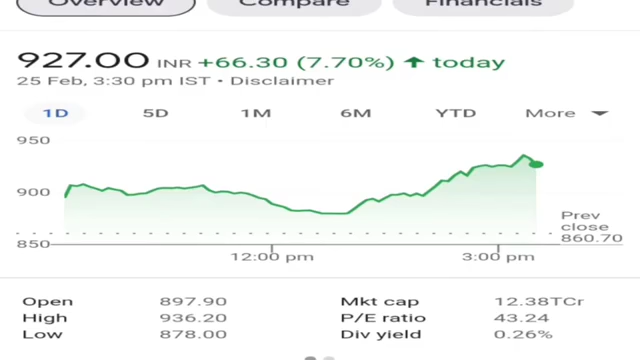 Overview Compare Financials
927.00 INR +66.30 (7.70%) ↑ today
25 Feb, 3:30 pm IST • Disclaimer
1D 5D 1M 6M YTD More
950
900
850
Prev
close
860.70
12:00 pm 3:00 pm
Open 897.90 Mkt cap 12.38TCr
High 936.20 P/E ratio 43.24
Low 878.00 Div yield 0.26%